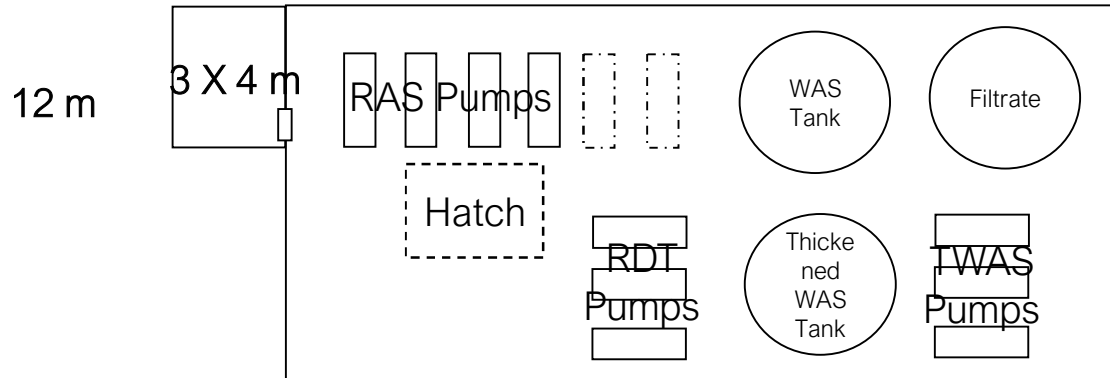 12 m
3 X 4 m
RAS Pumps
WAS
Tank
Filtrate
Hatch
RDT
Pumps
Thicke
ned
WAS
Tank
TWAS
Pumps